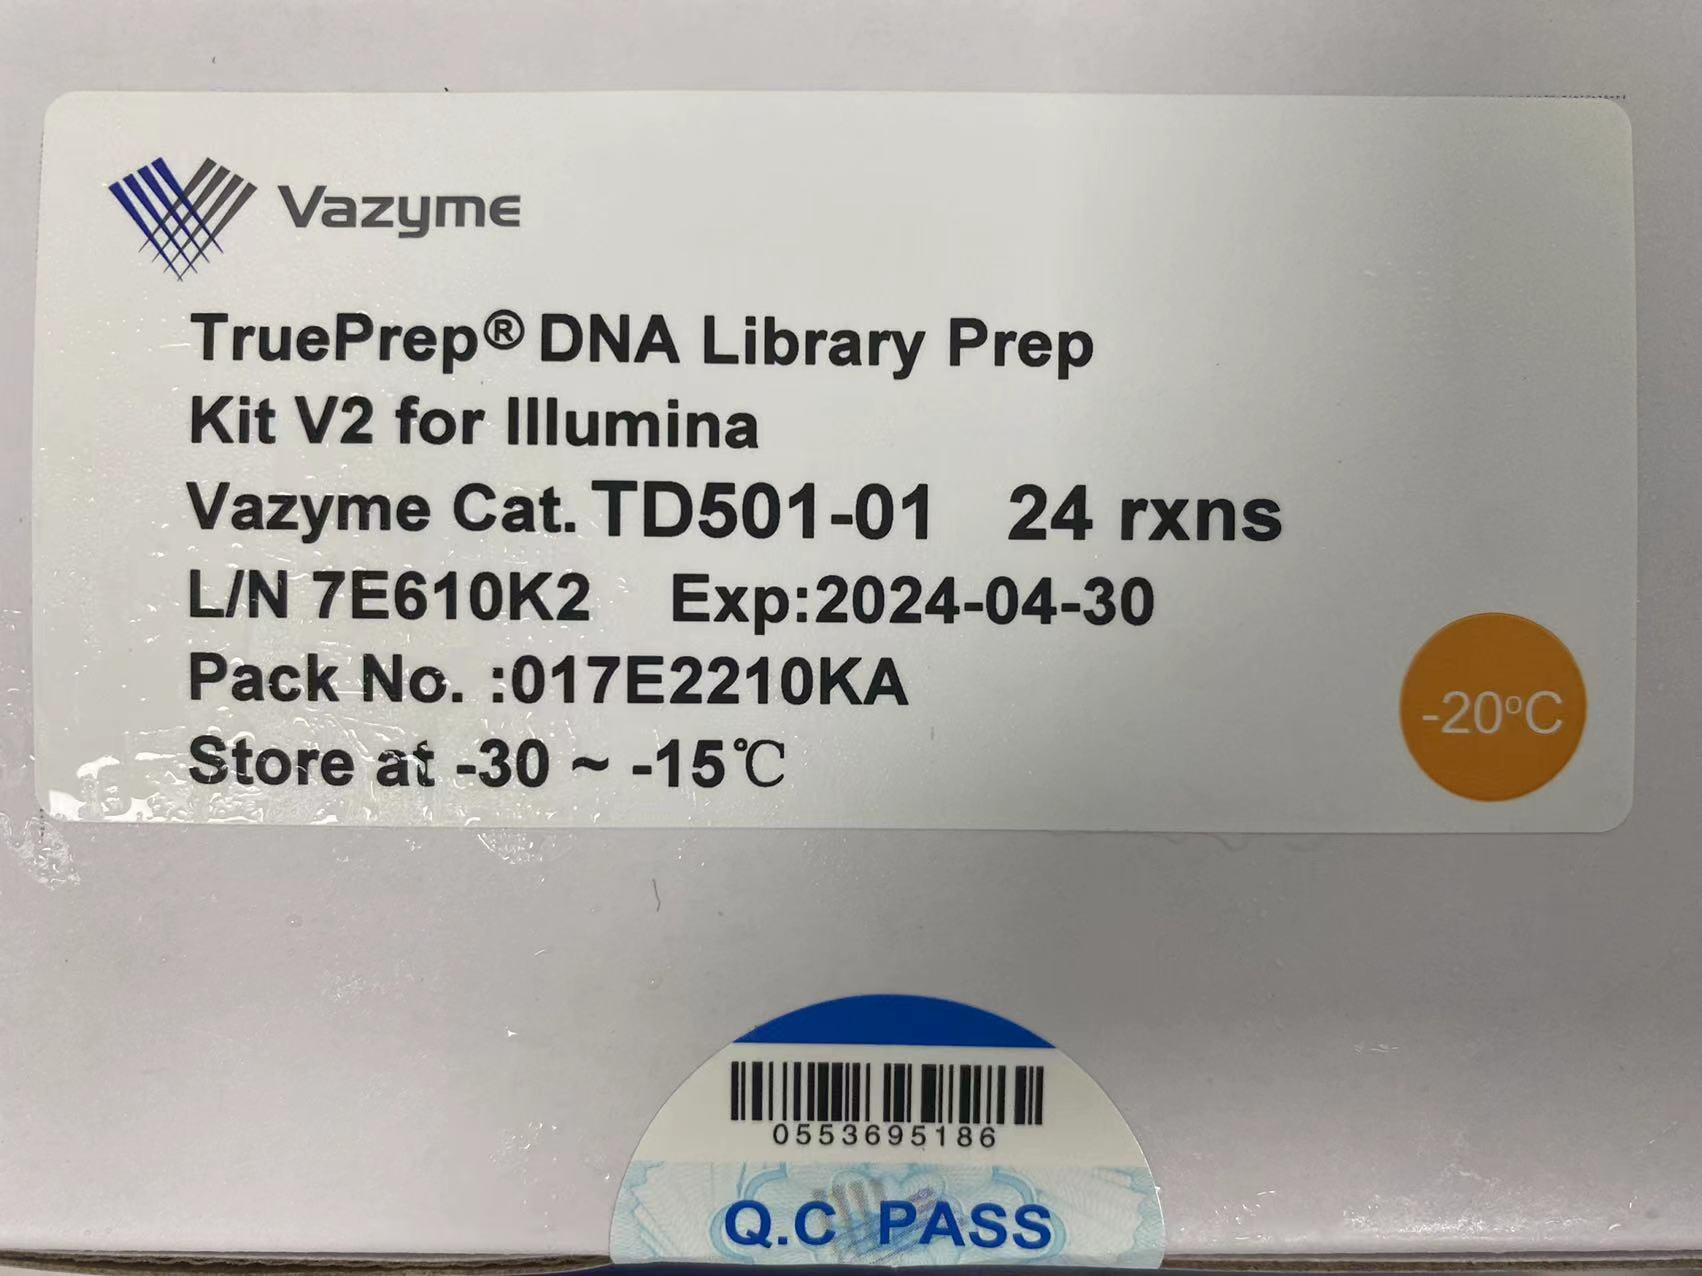 Vazyme
TruePrep® DNA Library Prep
Kit V2 for Illumina
Vazyme Cat. TD501-01 24 rxns
L/N 7E610K2 Exp:2024-04-30
Pack No. :017E2210KA
Store at -30 ~ -15℃
-20°C
0553695186
Q.C PASS